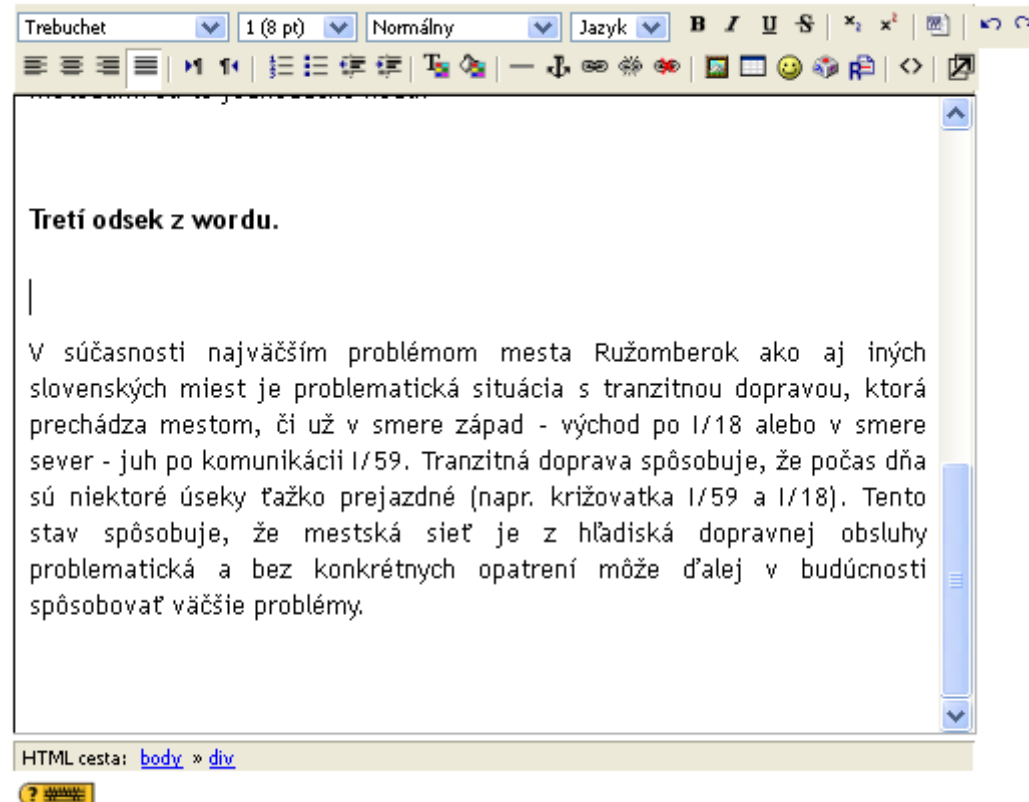 Trebuchet 1 (8 pt) Normálny Jazyk B I U S x₂ x²
Tretí odsek z wordu.
V súčasnosti najväčším problémom mesta Ružomberok ako aj iných
slovenských miest je problematická situácia s tranzitnou dopravou, ktorá
prechádza mestom, či už v smere západ - východ po I/18 alebo v smere
sever - juh po komunikácii I/59. Tranzitná doprava spôsobuje, že počas dňa
sú niektoré úseky ťažko prejazdné (napr. križovatka I/59 a I/18). Tento
stav spôsobuje, že mestská sieť je z hľadiská dopravnej obsluhy
problematická a bez konkrétnych opatrení môže ďalej v budúcnosti
spôsobovať väčšie problémy.
HTML cesta: body » div
?